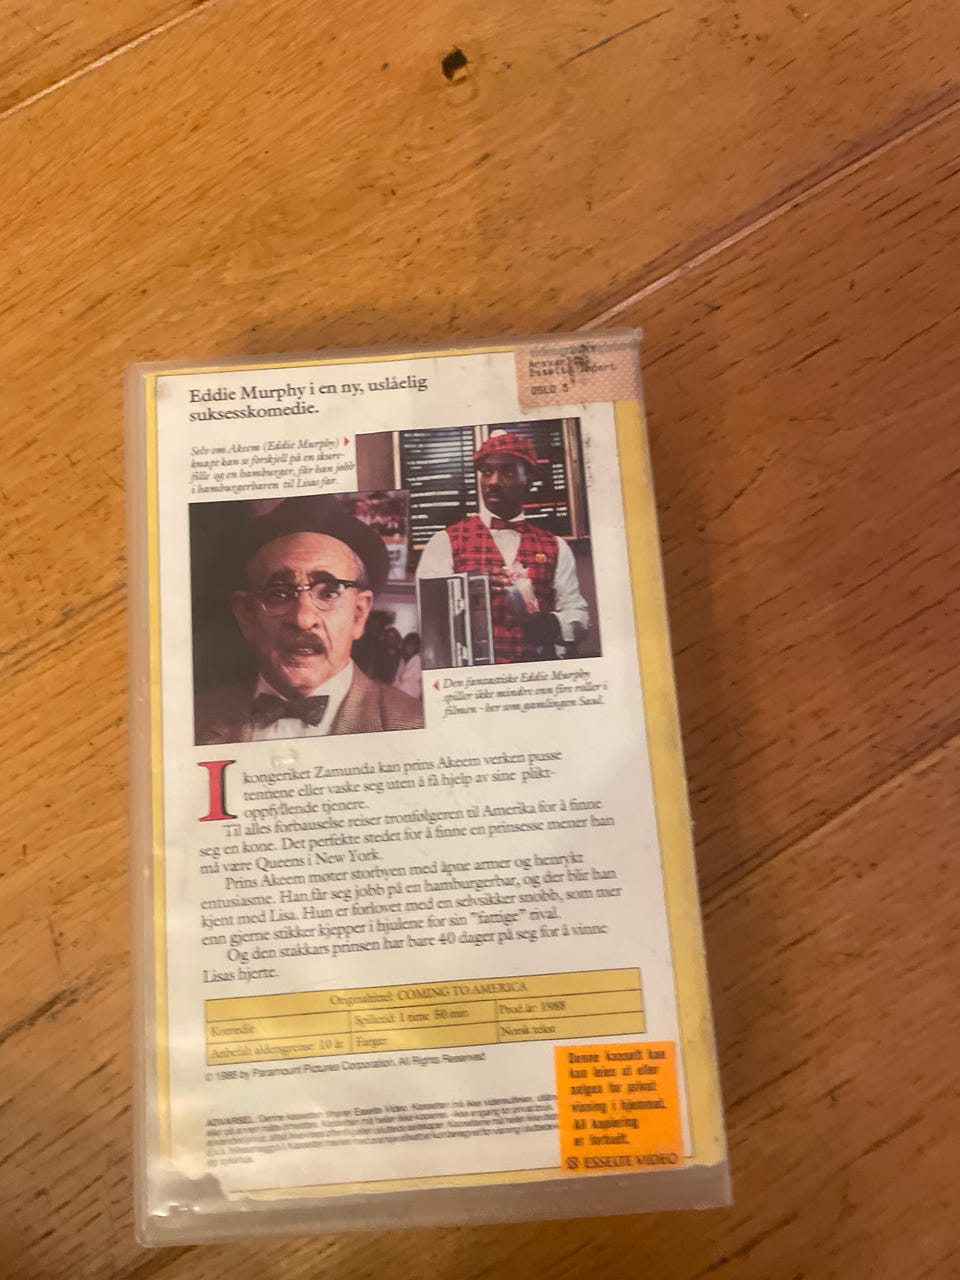 Eddie Murphy i en ny, uslåelig
suksesskomedie.
OSLO 5
Selv om Akeem (Eddie Murphy)
knapt kan se forskjell på en skure-
fille og en hamburger, får han jobb
i hamburgerbaren til Lisas far.
Den fantastiske Eddie Murphy
spiller ikke mindre enn fire roller i
filmen - her som gamlingen Saul.
I kongeriket Zamunda kan prins Akeem verken pusse
tennene eller vaske seg uten å få hjelp av sine plikt-
oppfyllende tjenere.
Til alles forbauselse reiser tronfølgeren til Amerika for å finne
seg en kone. Det perfekte stedet for å finne en prinsesse mener han
må være Queens i New York.
Prins Akeem møter storbyen med åpne armer og henrykt
entusiasme. Han får seg jobb på en hamburgerbar, og der blir han
kjent med Lisa. Hun er forlovet med en selvsikker snobb, som mer
enn gjerne stikker kjepper i hjulene for sin "fattige" rival.
Og den stakkars prinsen har bare 40 dager på seg for å vinne
Lisas hjerte.
Originaltittel: COMING TO AMERICA
Komedie Spilletid: 1 time 50 min Prod.år: 1988
Anbefalt aldersgrense: 10 år Farger Norsk tekst
© 1988 by Paramount Pictures Corporation. All Rights Reserved
ADVARSEL: Denne kassetten tilhører Esselte Video. Kassetten må ikke
Denne kassett kan
kan leies ut eller
selges for privat
visning i hjemmet.
All kopiering
er forbudt.
ESSELTE VIDEO